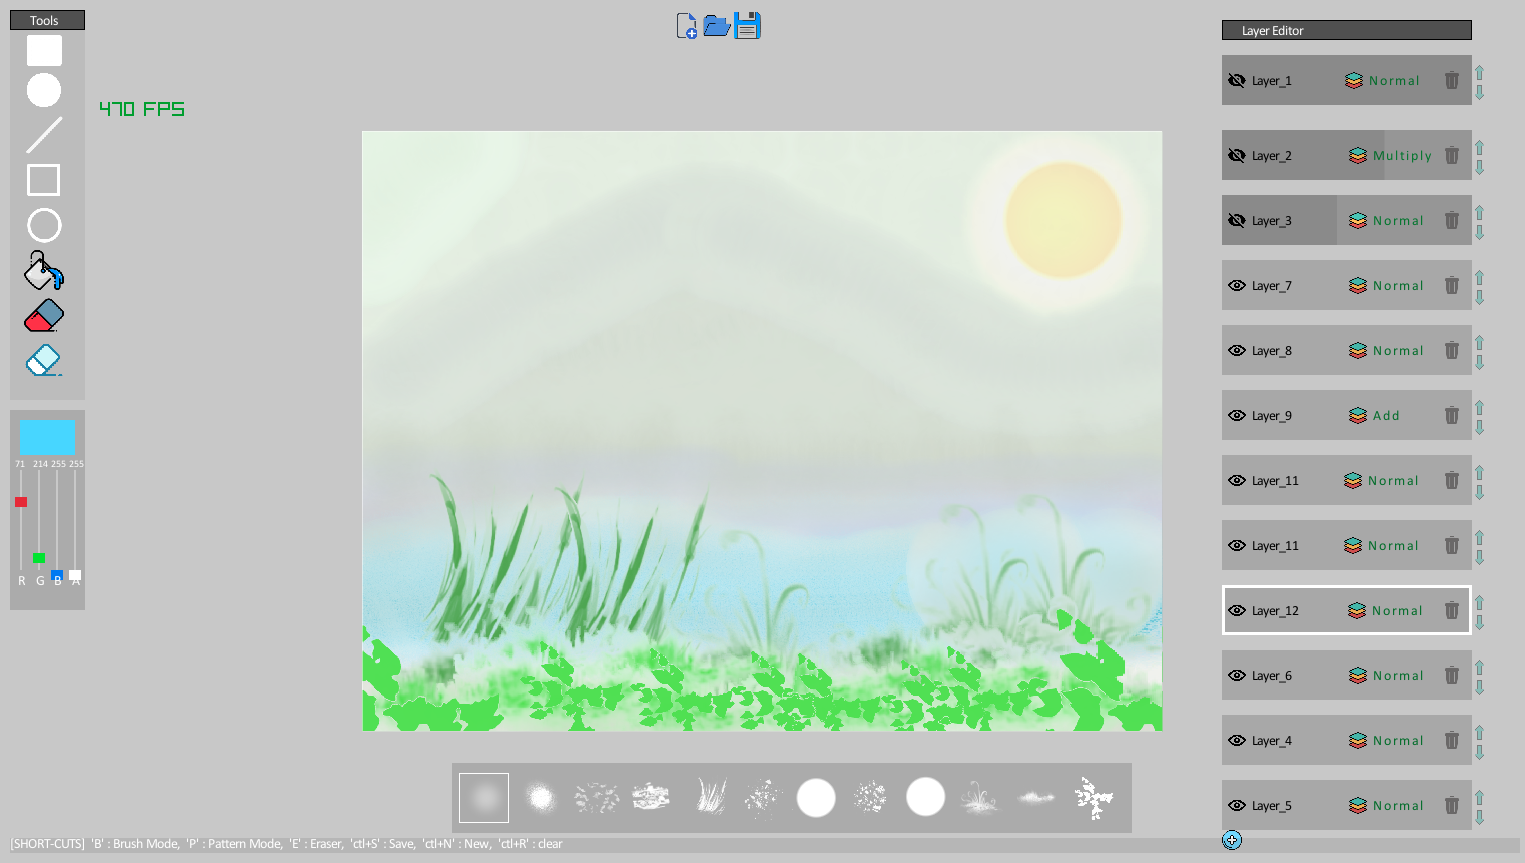 Tools
470 FPS
71 214 255 255
R G B A
Layer Editor
Layer_1 Normal
Layer_2 Multiply
Layer_3 Normal
Layer_7 Normal
Layer_8 Normal
Layer_9 Add
Layer_11 Normal
Layer_11 Normal
Layer_12 Normal
Layer_6 Normal
Layer_4 Normal
Layer_5 Normal
[SHORT-CUTS] 'B' : Brush Mode, 'P' : Pattern Mode, 'E' : Eraser, 'ctl+S' : Save, 'ctl+N' : New, 'ctl+R' : clear